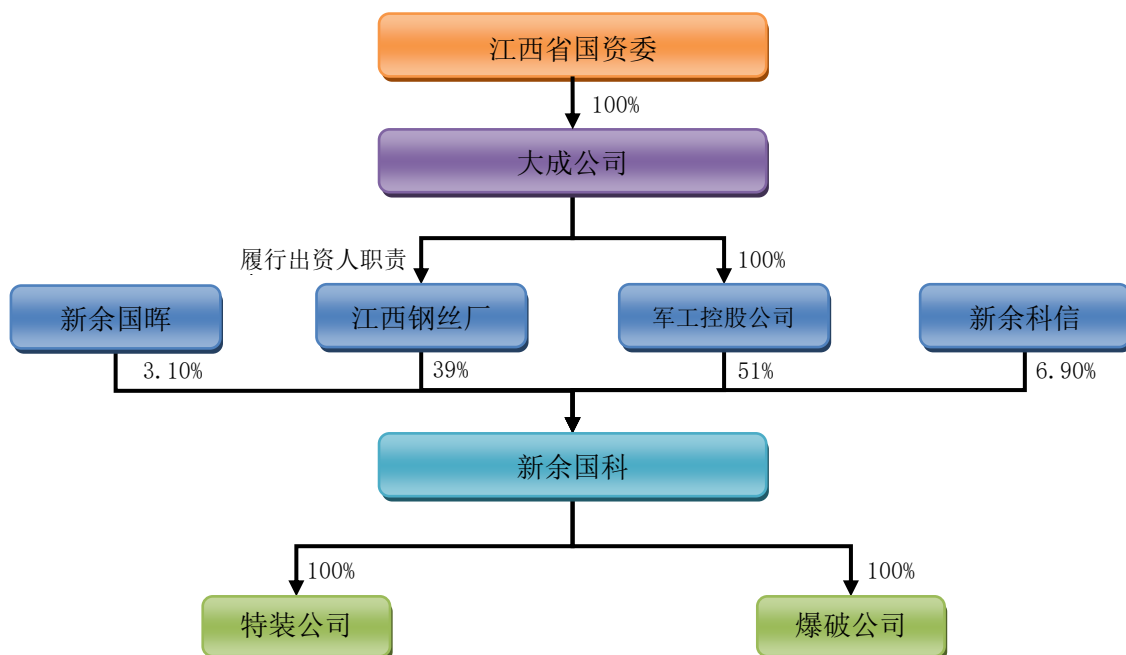 江西省国资委
100%
大成公司
履行出资人职责
100%
新余国晖
江西钢丝厂
军工控股公司
新余科信
3.10%
39%
51%
6.90%
新余国科
100%
100%
特装公司
爆破公司